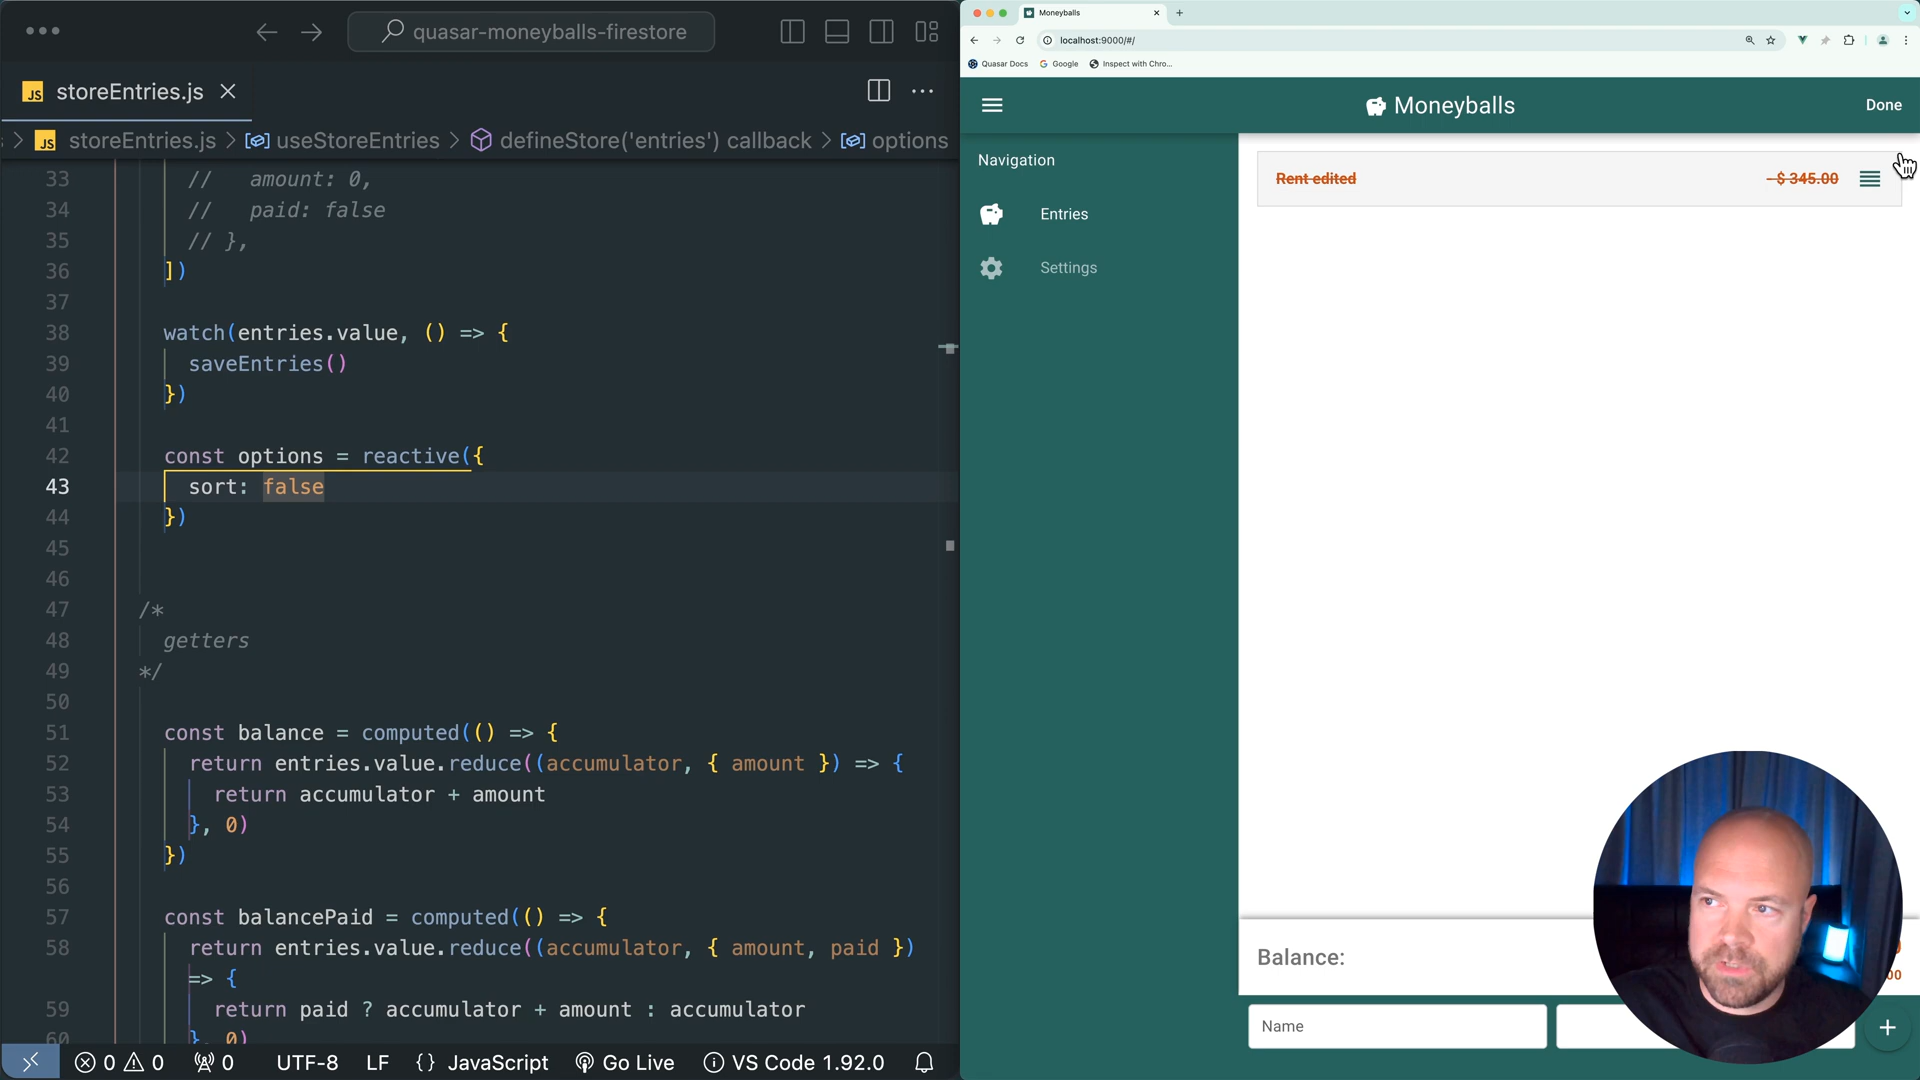 quasar-moneyballs-firestore
JS storeEntries.js
JS storeEntries.js > useStoreEntries > defineStore('entries') callback > options
33 // amount: 0,
34 // paid: false
35 // },
36 ])
37
38 watch(entries.value, () => {
39 saveEntries()
40 })
41
42 const options = reactive({
43 sort: false
44 })
45
46
47 /*
48 getters
49 */
50
51 const balance = computed(() => {
52 return entries.value.reduce((accumulator, { amount }) => {
53 return accumulator + amount
54 }, 0)
55 })
56
57 const balancePaid = computed(() => {
58 return entries.value.reduce((accumulator, { amount, paid })
=> {
59 return paid ? accumulator + amount : accumulator
60 }, 0)
0 0 0 UTF-8 LF {} JavaScript Go Live VS Code 1.92.0
Moneyballs
localhost:9000/#/
Quasar Docs Google Inspect with Chro...
Moneyballs
Done
Navigation
Entries
Settings
Rent edited - $ 345.00
Balance:
00
Name
+